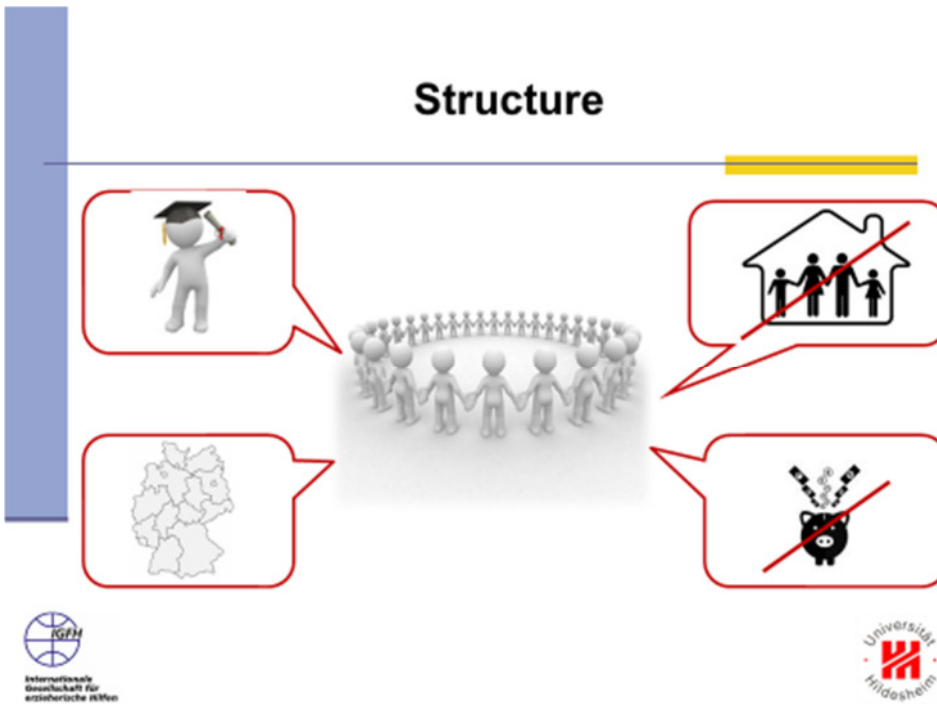 Structure
IGFH
Internationale
Gesellschaft für
erzieherische Hilfen
Universität
Hildesheim